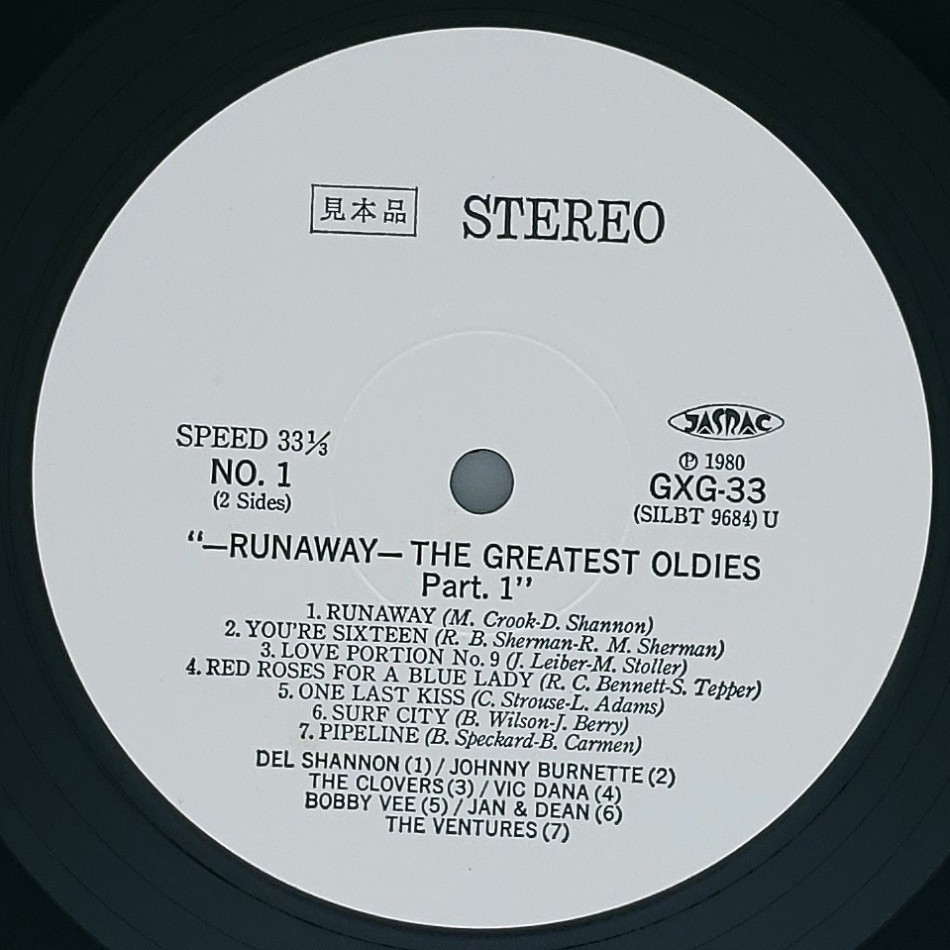 見本品 STEREO
SPEED 33⅓
NO. 1
(2 Sides)
JASRAC
Ⓟ 1980
GXG-33
(SILBT 9684) U
“—RUNAWAY— THE GREATEST OLDIES
Part. 1”
1. RUNAWAY (M. Crook-D. Shannon)
2. YOU'RE SIXTEEN (R. B. Sherman-R. M. Sherman)
3. LOVE PORTION No. 9 (J. Leiber-M. Stoller)
4. RED ROSES FOR A BLUE LADY (R. C. Bennett-S. Tepper)
5. ONE LAST KISS (C. Strouse-L. Adams)
6. SURF CITY (B. Wilson-J. Berry)
7. PIPELINE (B. Speckard-B. Carmen)
DEL SHANNON (1) / JOHNNY BURNETTE (2)
THE CLOVERS (3) / VIC DANA (4)
BOBBY VEE (5) / JAN & DEAN (6)
THE VENTURES (7)